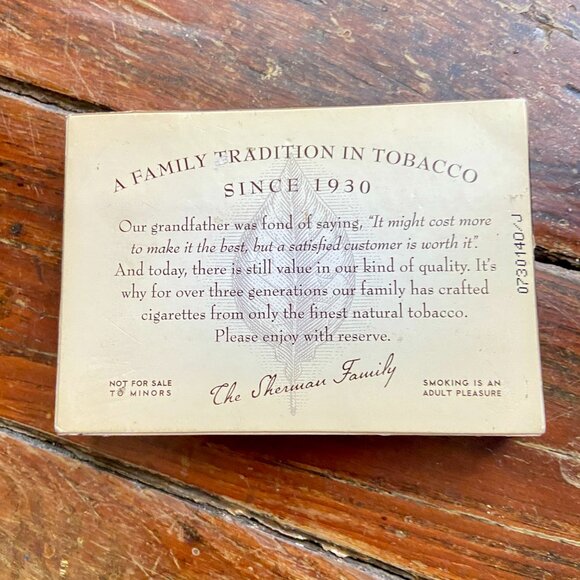 A FAMILY TRADITION IN TOBACCO
SINCE 1930
Our grandfather was fond of saying, "It might cost more
to make it the best, but a satisfied customer is worth it".
And today, there is still value in our kind of quality. It's
why for over three generations our family has crafted
cigarettes from only the finest natural tobacco.
Please enjoy with reserve.
The Sherman Family
NOT FOR SALE
TO MINORS
SMOKING IS AN
ADULT PLEASURE
073014O/J